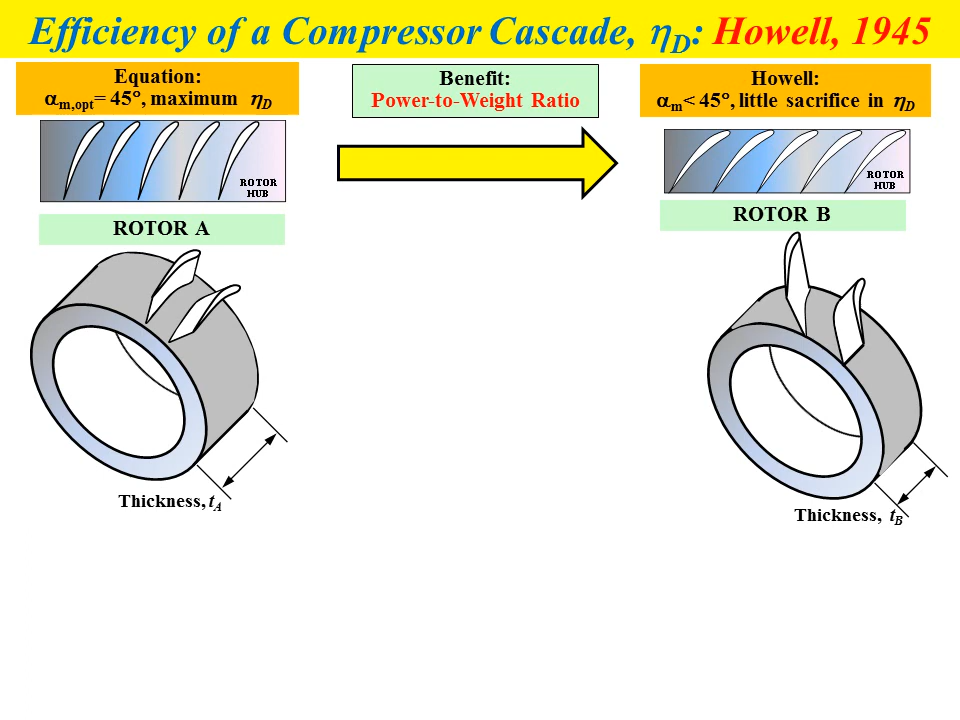 Efficiency of a Compressor Cascade, ηD: Howell, 1945
Equation:
αm,opt= 45°, maximum ηD
Benefit:
Power-to-Weight Ratio
Howell:
αm< 45°, little sacrifice in ηD
ROTOR
HUB
ROTOR
HUB
ROTOR A
ROTOR B
Thickness, tA
Thickness, tB